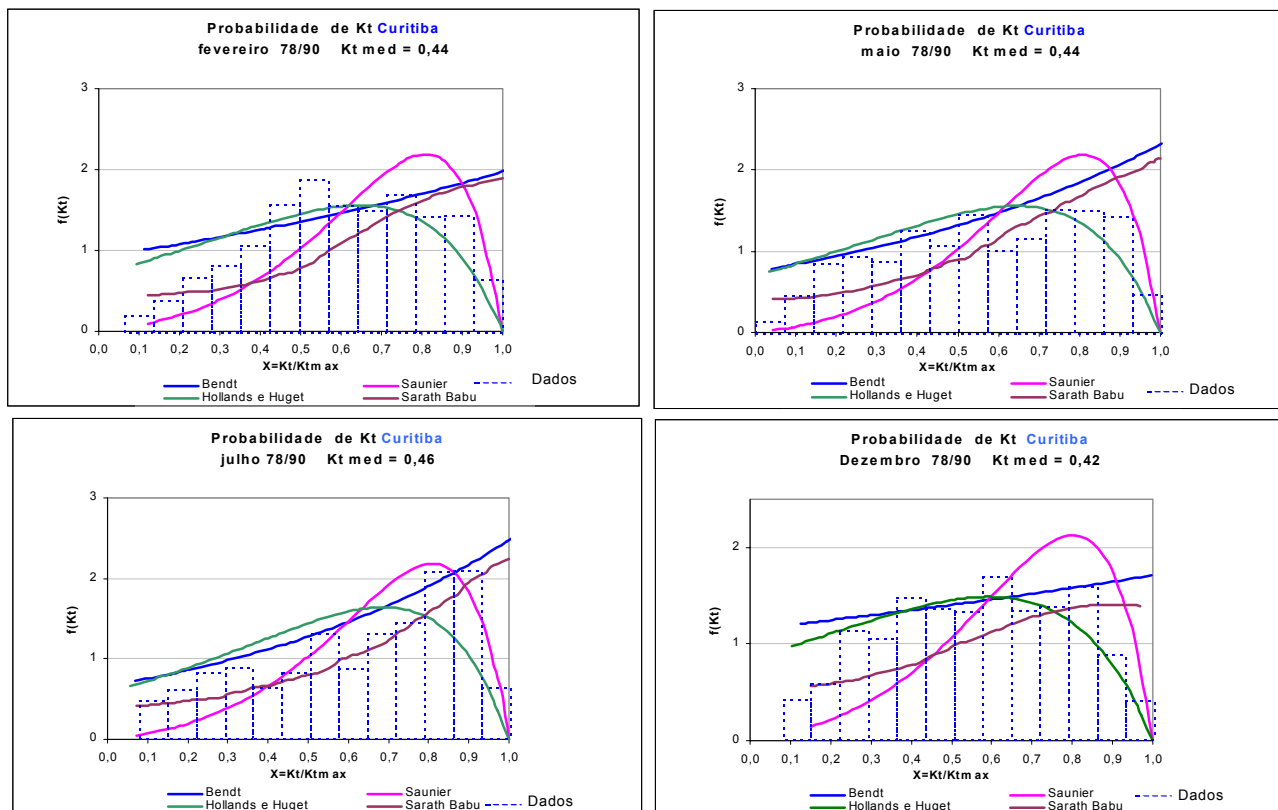 Probabilidade de Kt Curitiba
fevereiro 78/90 Kt med = 0,44
3
2
1
0
f(Kt)
0,0 0,1 0,2 0,3 0,4 0,5 0,6 0,7 0,8 0,9 1,0
X=Kt/Ktmax
Bendt Saunier Dados
Hollands e Huget Sarath Babu
Probabilidade de Kt Curitiba
maio 78/90 Kt med = 0,44
3
2
1
0
f(Kt)
0,0 0,1 0,2 0,3 0,4 0,5 0,6 0,7 0,8 0,9 1,0
X=Kt/Ktmax
Bendt Saunier
Hollands e Huget Sarath Babu Dados
Probabilidade de Kt Curitiba
julho 78/90 Kt med = 0,46
3
2
1
0
f(Kt)
0,0 0,1 0,2 0,3 0,4 0,5 0,6 0,7 0,8 0,9 1,0
X=Kt/Ktmax
Bendt Saunier
Hollands e Huget Sarath Babu Dados
Probabilidade de Kt Curitiba
Dezembro 78/90 Kt med = 0,42
2
1
0
f(Kt)
0,0 0,1 0,2 0,3 0,4 0,5 0,6 0,7 0,8 0,9 1,0
X=Kt/Ktmax
Bendt Saunier
Hollands e Huget Sarath Babu Dados